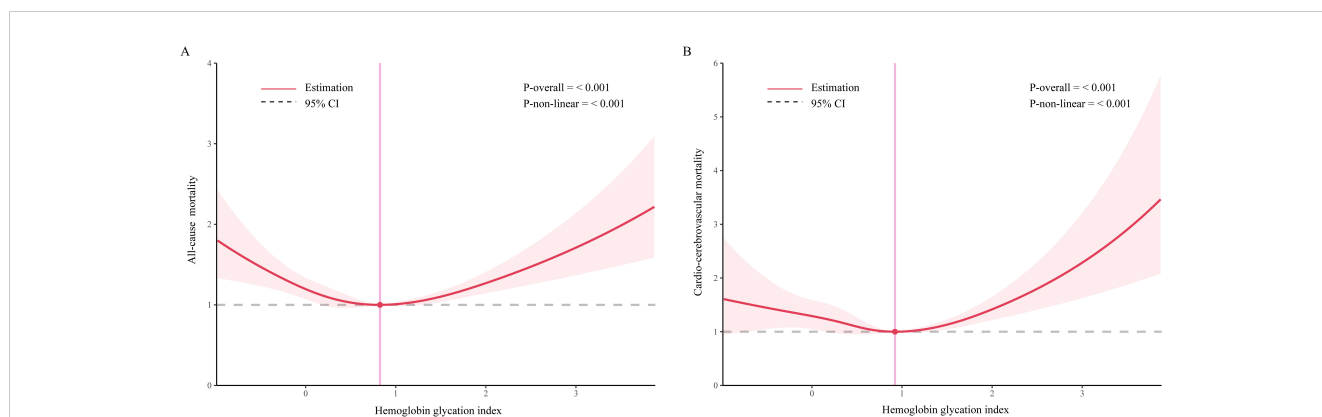 A
4
3
2
1
0
All-cause mortality
Estimation
95% CI
P-overall = < 0.001
P-non-linear = < 0.001
0 1 2 3
Hemoglobin glycation index
B
6
5
4
3
2
1
0
Cardio-cerebrovascular mortality
Estimation
95% CI
P-overall = < 0.001
P-non-linear = < 0.001
0 1 2 3
Hemoglobin glycation index